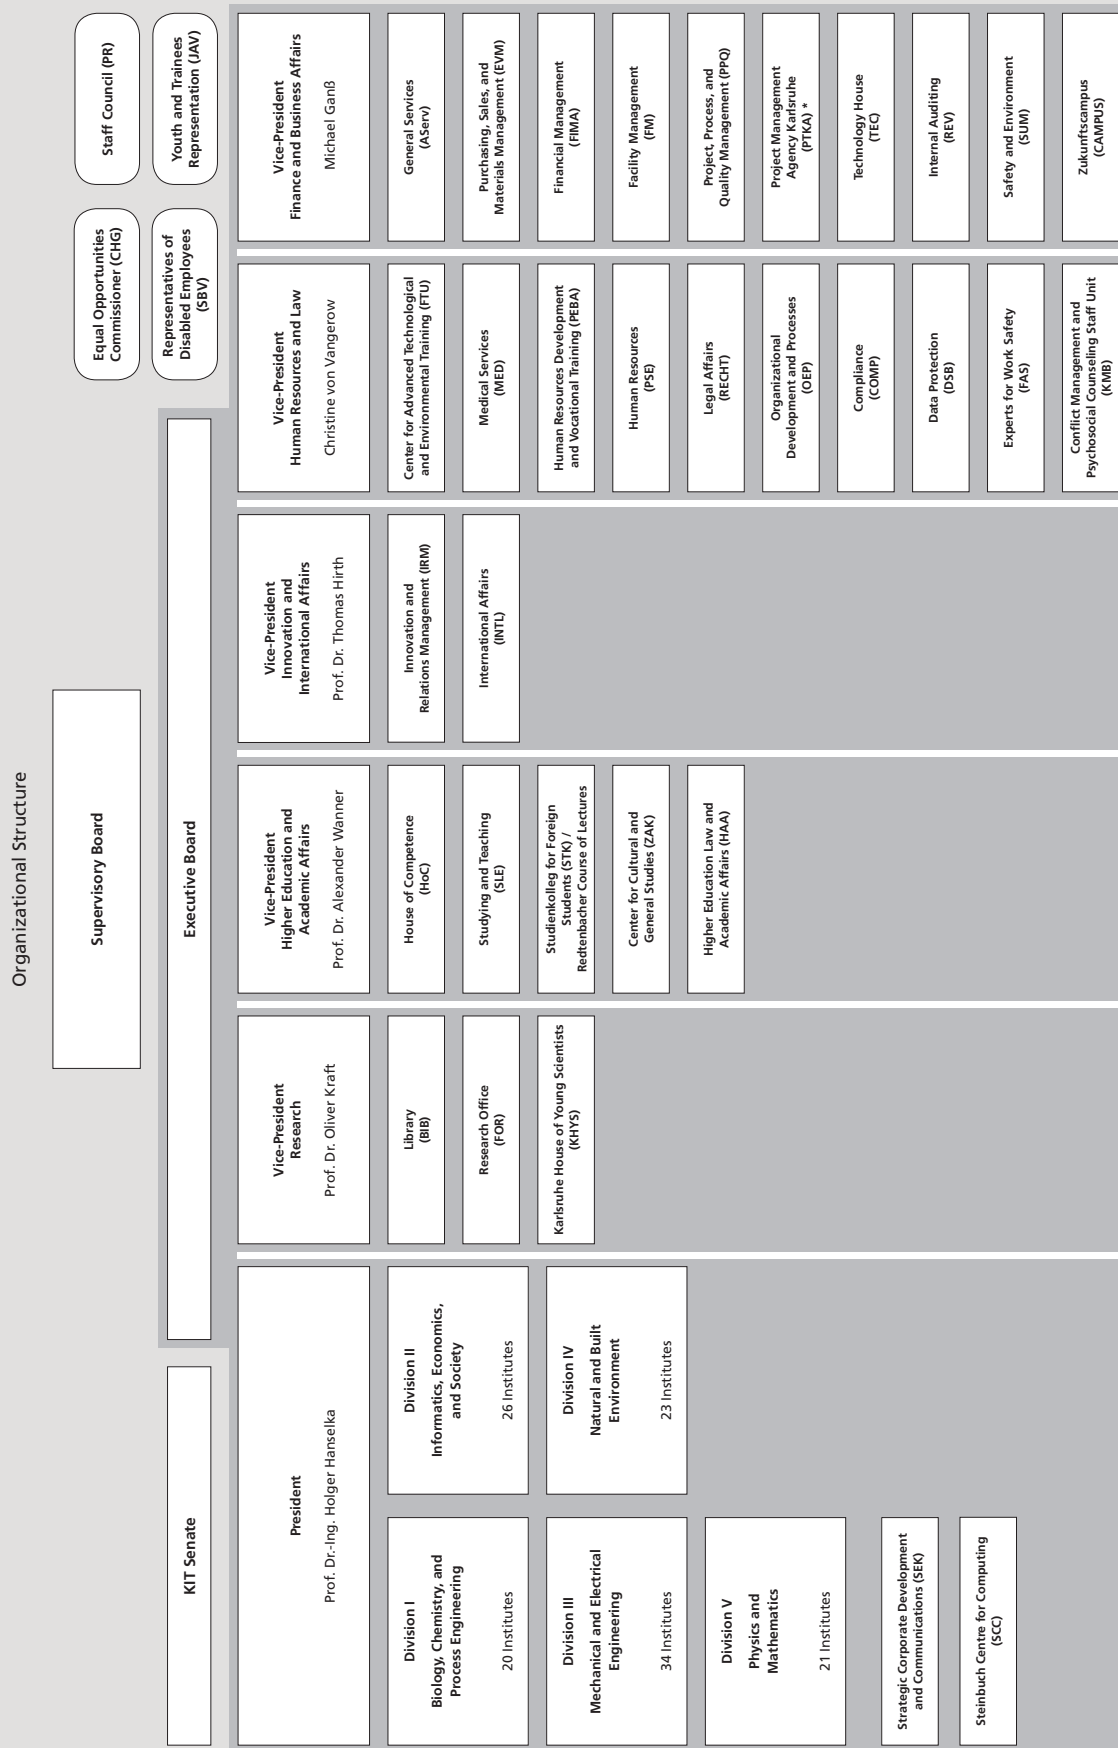 Organizational Structure
Supervisory Board
Equal Opportunities
Commissioner (CHG)
Staff Council (PR)
Representatives of
Disabled Employees
(SBV)
Youth and Trainees
Representation (JAV)
KIT Senate
Executive Board
President
Prof. Dr.-Ing. Holger Hanselka
Division I
Biology, Chemistry, and
Process Engineering
20 Institutes
Division II
Informatics, Economics,
and Society
26 Institutes
Division III
Mechanical and Electrical
Engineering
34 Institutes
Division IV
Natural and Built
Environment
23 Institutes
Division V
Physics and
Mathematics
21 Institutes
Strategic Corporate Development
and Communications (SEK)
Steinbuch Centre for Computing
(SCC)
Vice-President
Research
Prof. Dr. Oliver Kraft
Library
(BIB)
Research Office
(FOR)
Karlsruhe House of Young Scientists
(KHYS)
Vice-President
Higher Education and
Academic Affairs
Prof. Dr. Alexander Wanner
House of Competence
(HoC)
Studying and Teaching
(SLE)
Studienkolleg for Foreign
Students (STK) /
Redtenbacher Course of Lectures
Center for Cultural and
General Studies (ZAK)
Higher Education Law and
Academic Affairs (HAA)
Vice-President
Innovation and
International Affairs
Prof. Dr. Thomas Hirth
Innovation and
Relations Management (IRM)
International Affairs
(INTL)
Vice-President
Human Resources and Law
Christine von Vangerow
Center for Advanced Technological
and Environmental Training (FTU)
Medical Services
(MED)
Human Resources Development
and Vocational Training (PEBA)
Human Resources
(PSE)
Legal Affairs
(RECHT)
Organizational
Development and Processes
(OEP)
Compliance
(COMP)
Data Protection
(DSB)
Experts for Work Safety
(FAS)
Conflict Management and
Psychosocial Counseling Staff Unit
(KMB)
Vice-President
Finance and Business Affairs
Michael Ganß
General Services
(AServ)
Purchasing, Sales, and
Materials Management (EVM)
Financial Management
(FIMA)
Facility Management
(FM)
Project, Process, and
Quality Management (PPQ)
Project Management
Agency Karlsruhe
(PTKA) *
Technology House
(TEC)
Internal Auditing
(REV)
Safety and Environment
(SUM)
Zukunftscampus
(CAMPUS)